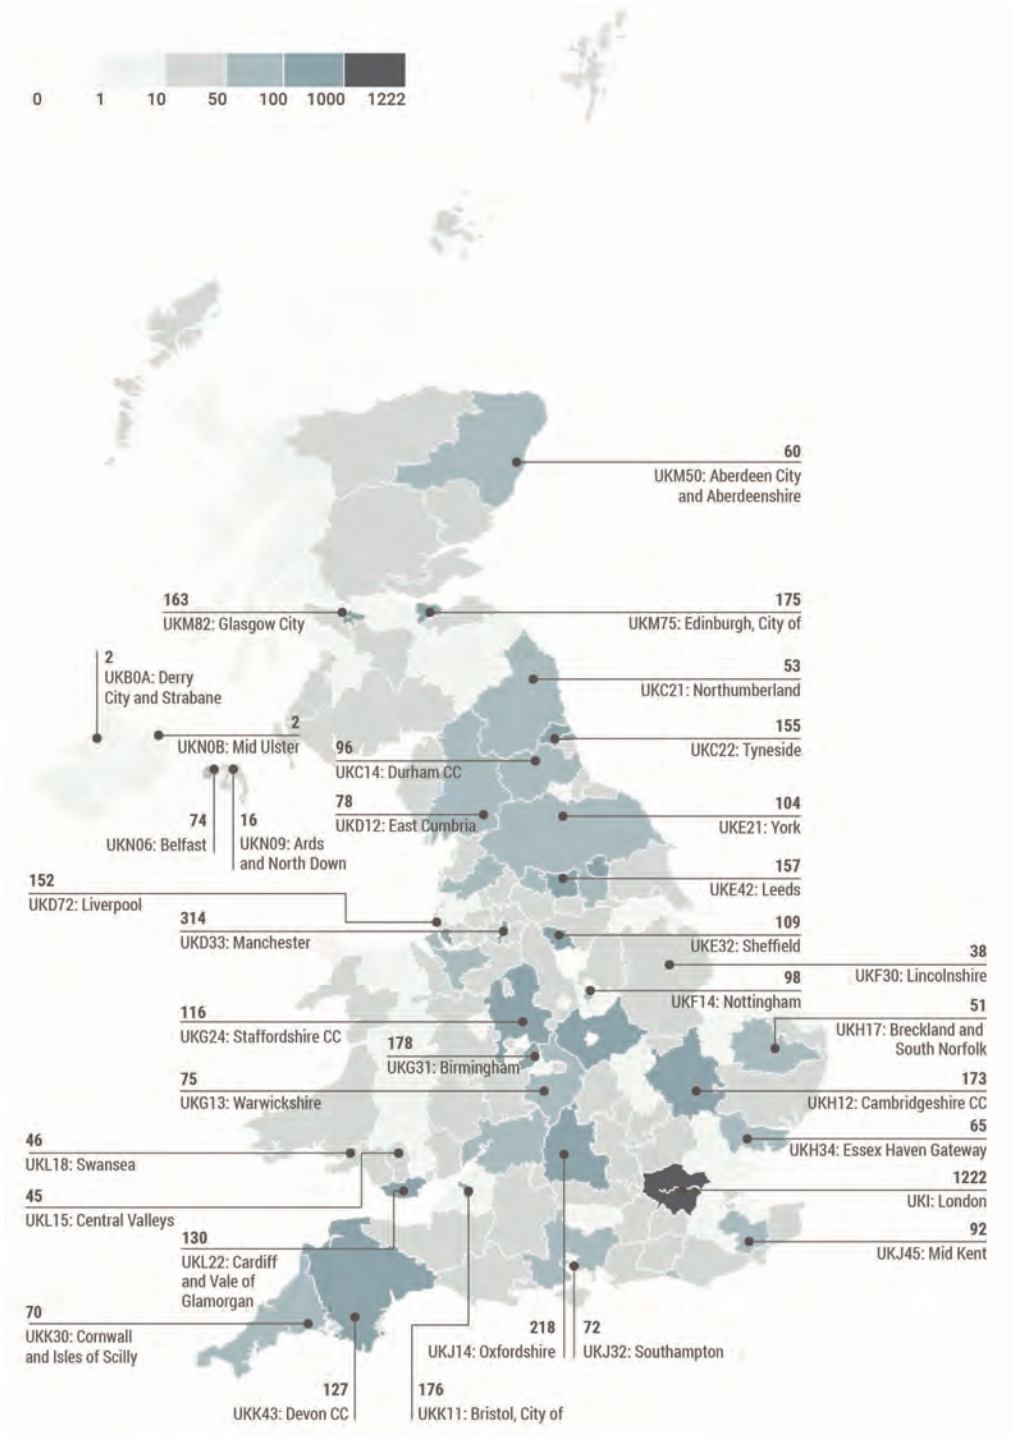 0 1 10 50 100 1000 1222
60
UKM50: Aberdeen City
and Aberdeenshire
163
UKM82: Glasgow City
175
UKM75: Edinburgh, City of
2
UKB0A: Derry
City and Strabane
53
UKC21: Northumberland
2
UKN0B: Mid Ulster
155
UKC22: Tyneside
96
UKC14: Durham CC
78
UKD12: East Cumbria
104
UKE21: York
74
UKN06: Belfast
16
UKN09: Ards
and North Down
157
UKE42: Leeds
152
UKD72: Liverpool
314
UKD33: Manchester
109
UKE32: Sheffield
38
UKF30: Lincolnshire
98
UKF14: Nottingham
51
UKH17: Breckland and
South Norfolk
116
UKG24: Staffordshire CC
178
UKG31: Birmingham
75
UKG13: Warwickshire
173
UKH12: Cambridgeshire CC
65
UKH34: Essex Haven Gateway
46
UKL18: Swansea
45
UKL15: Central Valleys
1222
UKI: London
130
UKL22: Cardiff
and Vale of
Glamorgan
92
UKJ45: Mid Kent
70
UKK30: Cornwall
and Isles of Scilly
218
UKJ14: Oxfordshire
72
UKJ32: Southampton
127
UKK43: Devon CC
176
UKK11: Bristol, City of